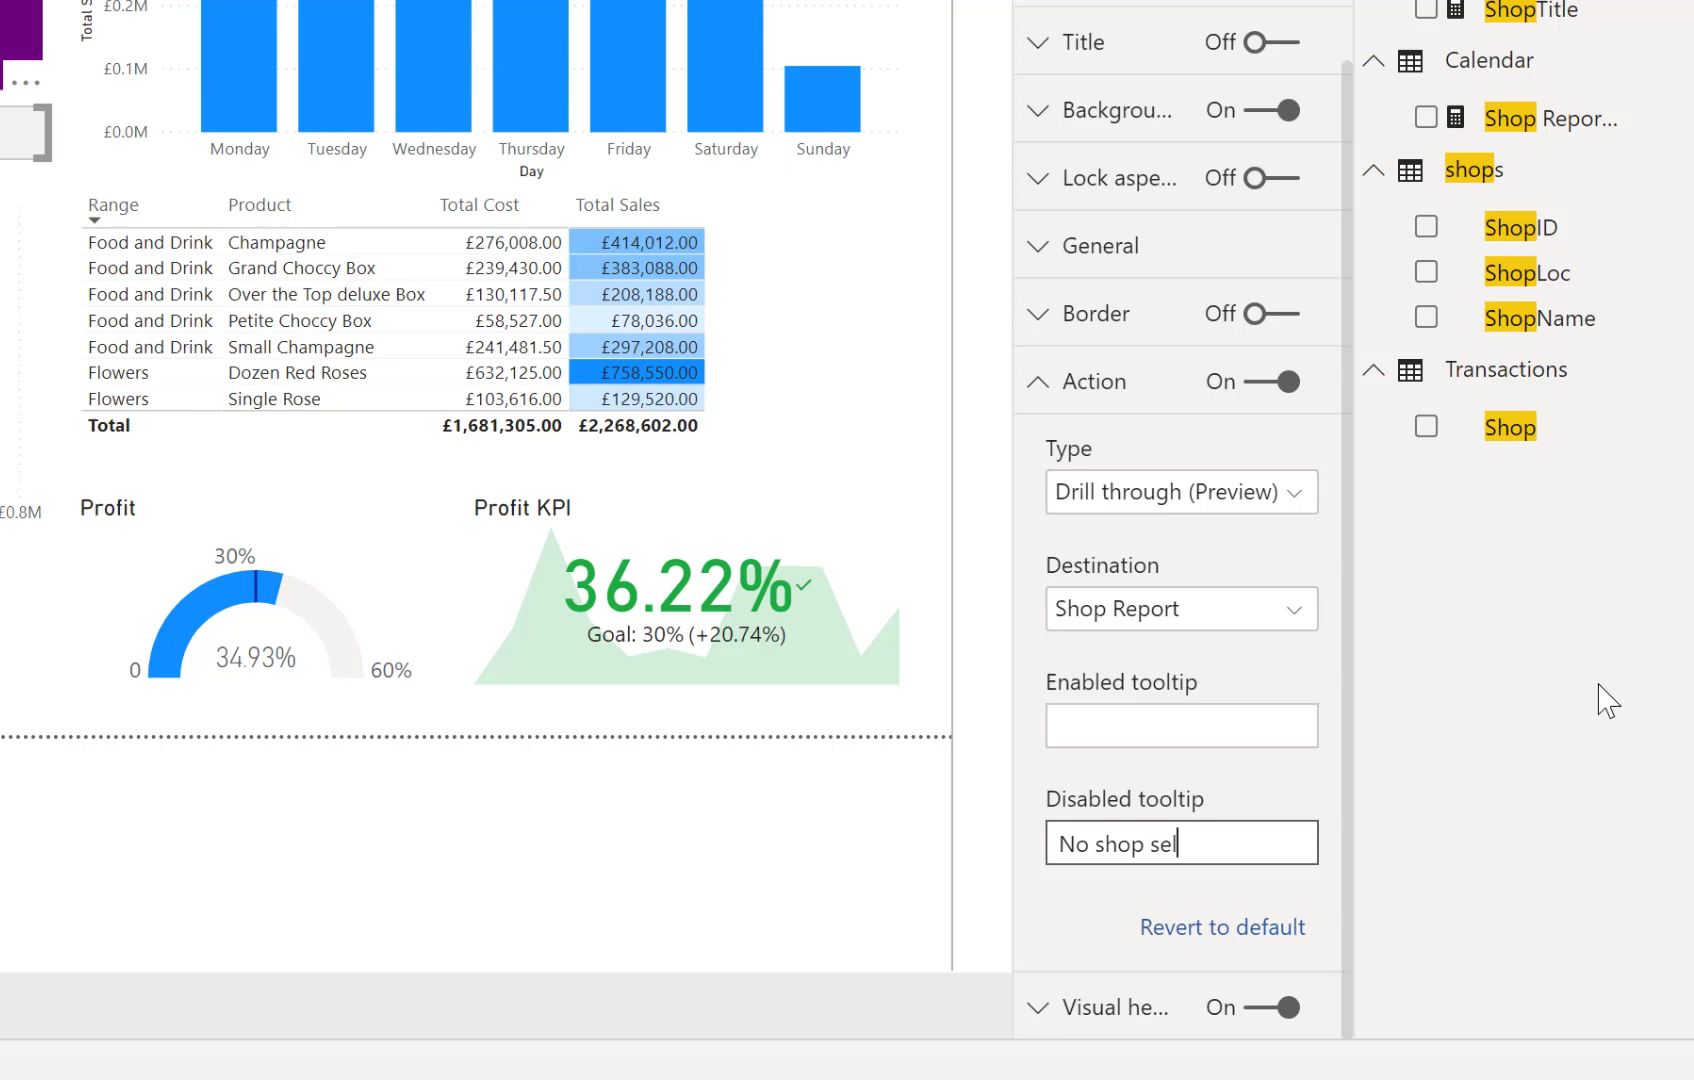 Total S
£0.2M
£0.1M
£0.0M
Monday Tuesday Wednesday Thursday Friday Saturday Sunday
Day
Range Product Total Cost Total Sales
Food and Drink Champagne £276,008.00 £414,012.00
Food and Drink Grand Choccy Box £239,430.00 £383,088.00
Food and Drink Over the Top deluxe Box £130,117.50 £208,188.00
Food and Drink Petite Choccy Box £58,527.00 £78,036.00
Food and Drink Small Champagne £241,481.50 £297,208.00
Flowers Dozen Red Roses £632,125.00 £758,550.00
Flowers Single Rose £103,616.00 £129,520.00
Total £1,681,305.00 £2,268,602.00
£0.8M
Profit
30%
34.93%
0
60%
Profit KPI
36.22%
Goal: 30% (+20.74%)
Title Off
Backgrou... On
Lock aspe... Off
General
Border Off
Action On
Type
Drill through (Preview)
Destination
Shop Report
Enabled tooltip
Disabled tooltip
No shop sel
Revert to default
Visual he... On
ShopTitle
Calendar
Shop Repor...
shops
ShopID
ShopLoc
ShopName
Transactions
Shop